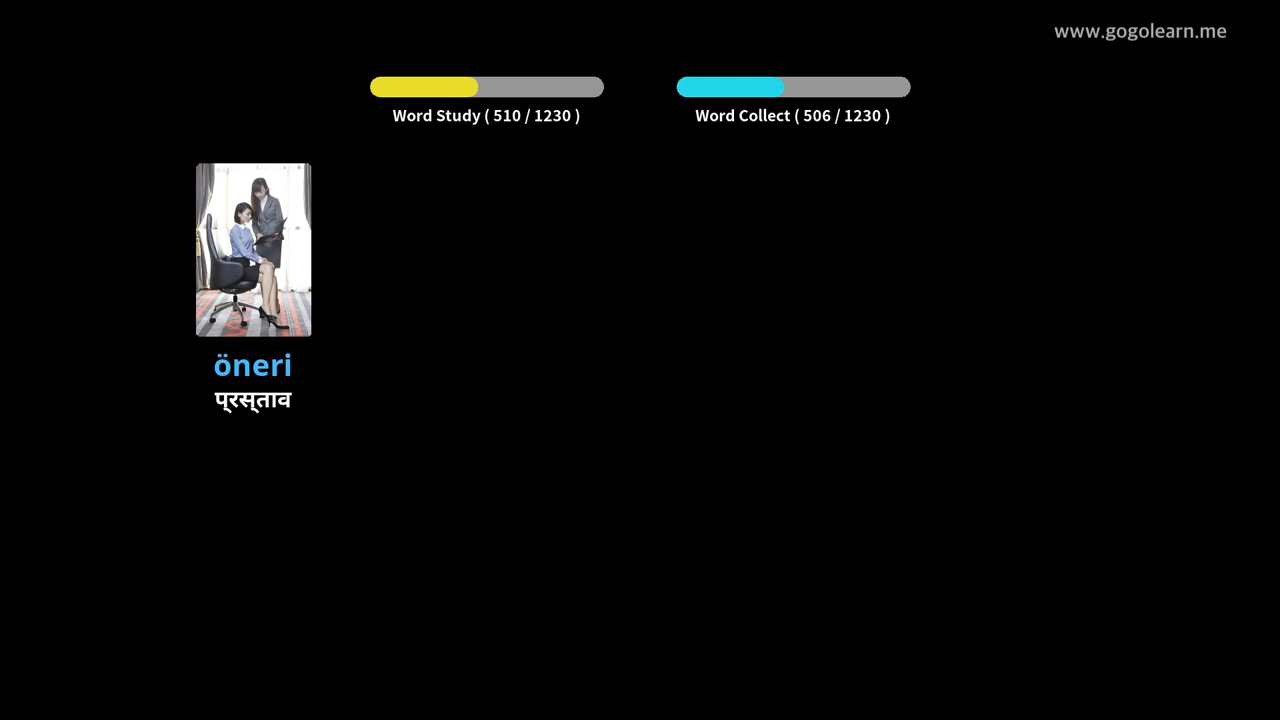 www.gogolearn.me
Word Study ( 510 / 1230 )
Word Collect ( 506 / 1230 )
öneri
प्रस्ताव